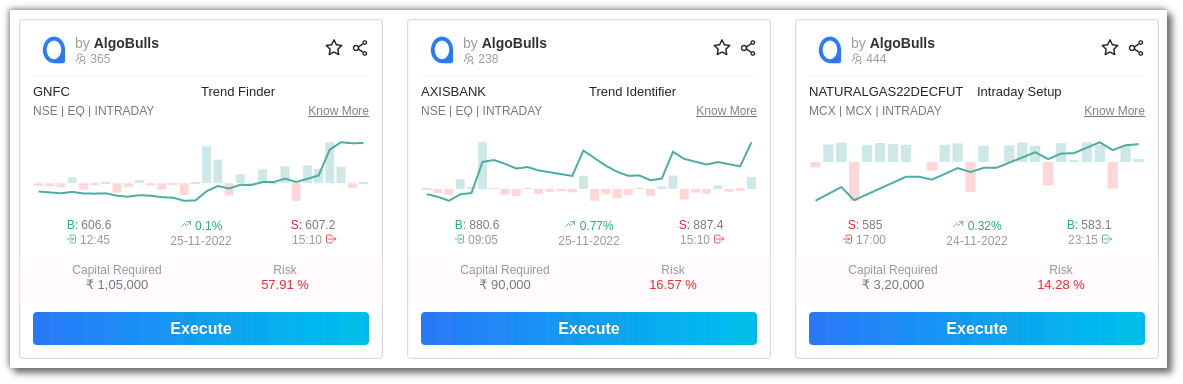 by AlgoBulls
365
GNFC Trend Finder
NSE | EQ | INTRADAY Know More
B: 606.6 0.1% S: 607.2
12:45 25-11-2022 15:10
Capital Required Risk
₹ 1,05,000 57.91 %
Execute
by AlgoBulls
238
AXISBANK Trend Identifier
NSE | EQ | INTRADAY Know More
B: 880.6 0.77% S: 887.4
09:05 25-11-2022 15:10
Capital Required Risk
₹ 90,000 16.57 %
Execute
by AlgoBulls
444
NATURALGAS22DECFUT Intraday Setup
MCX | MCX | INTRADAY Know More
S: 585 0.32% B: 583.1
17:00 24-11-2022 23:15
Capital Required Risk
₹ 3,20,000 14.28 %
Execute